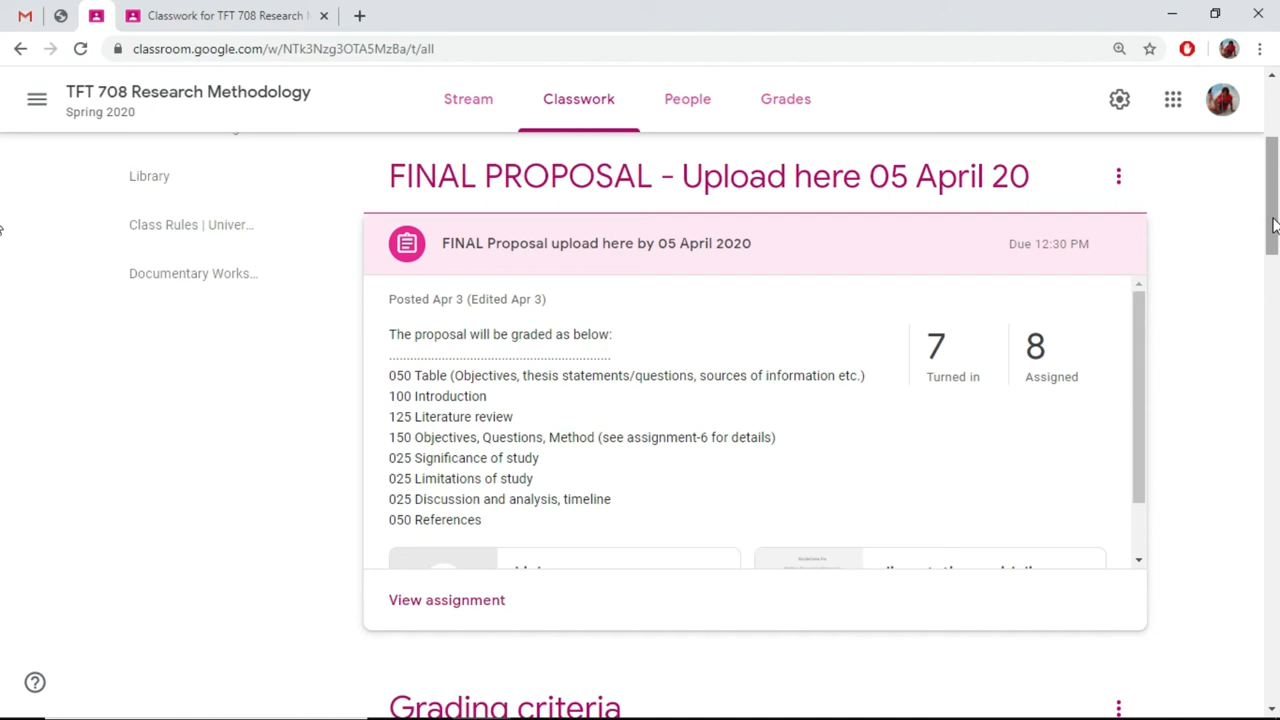 Classwork for TFT 708 Research
classroom.google.com/w/NTk3Nzg3OTA5MzBa/t/all
TFT 708 Research Methodology
Spring 2020
Stream
Classwork
People
Grades
Library
Class Rules | Univer...
Documentary Works...
FINAL PROPOSAL - Upload here 05 April 20
FINAL Proposal upload here by 05 April 2020
Due 12:30 PM
Posted Apr 3 (Edited Apr 3)
The proposal will be graded as below:
...............................................................
050 Table (Objectives, thesis statements/questions, sources of information etc.)
100 Introduction
125 Literature review
150 Objectives, Questions, Method (see assignment-6 for details)
025 Significance of study
025 Limitations of study
025 Discussion and analysis, timeline
050 References
7
Turned in
8
Assigned
View assignment
Grading criteria